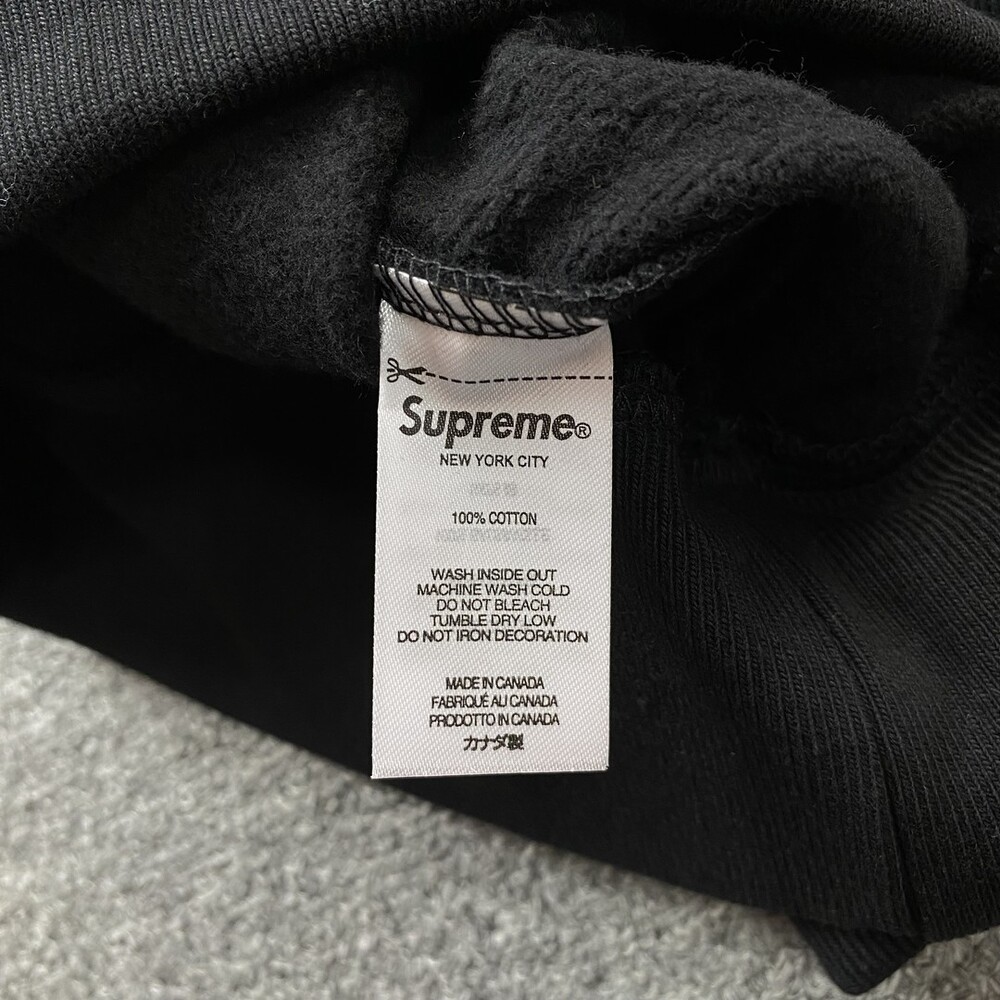 Supreme®
NEW YORK CITY
100% COTTON
WASH INSIDE OUT
MACHINE WASH COLD
DO NOT BLEACH
TUMBLE DRY LOW
DO NOT IRON DECORATION
MADE IN CANADA
FABRIQUÉ AU CANADA
PRODOTTO IN CANADA
カナダ製